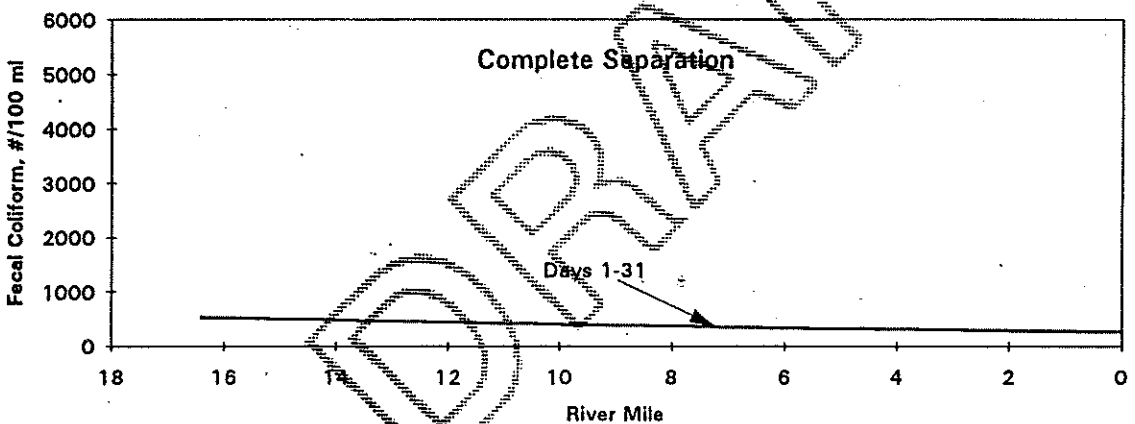 6000
Complete Separation
5000
4000
3000
2000
1000
0
Fecal Coliform, #/100 ml
Days 1-31
18 16 14 12 10 8 6 4 2 0
River Mile
DRA